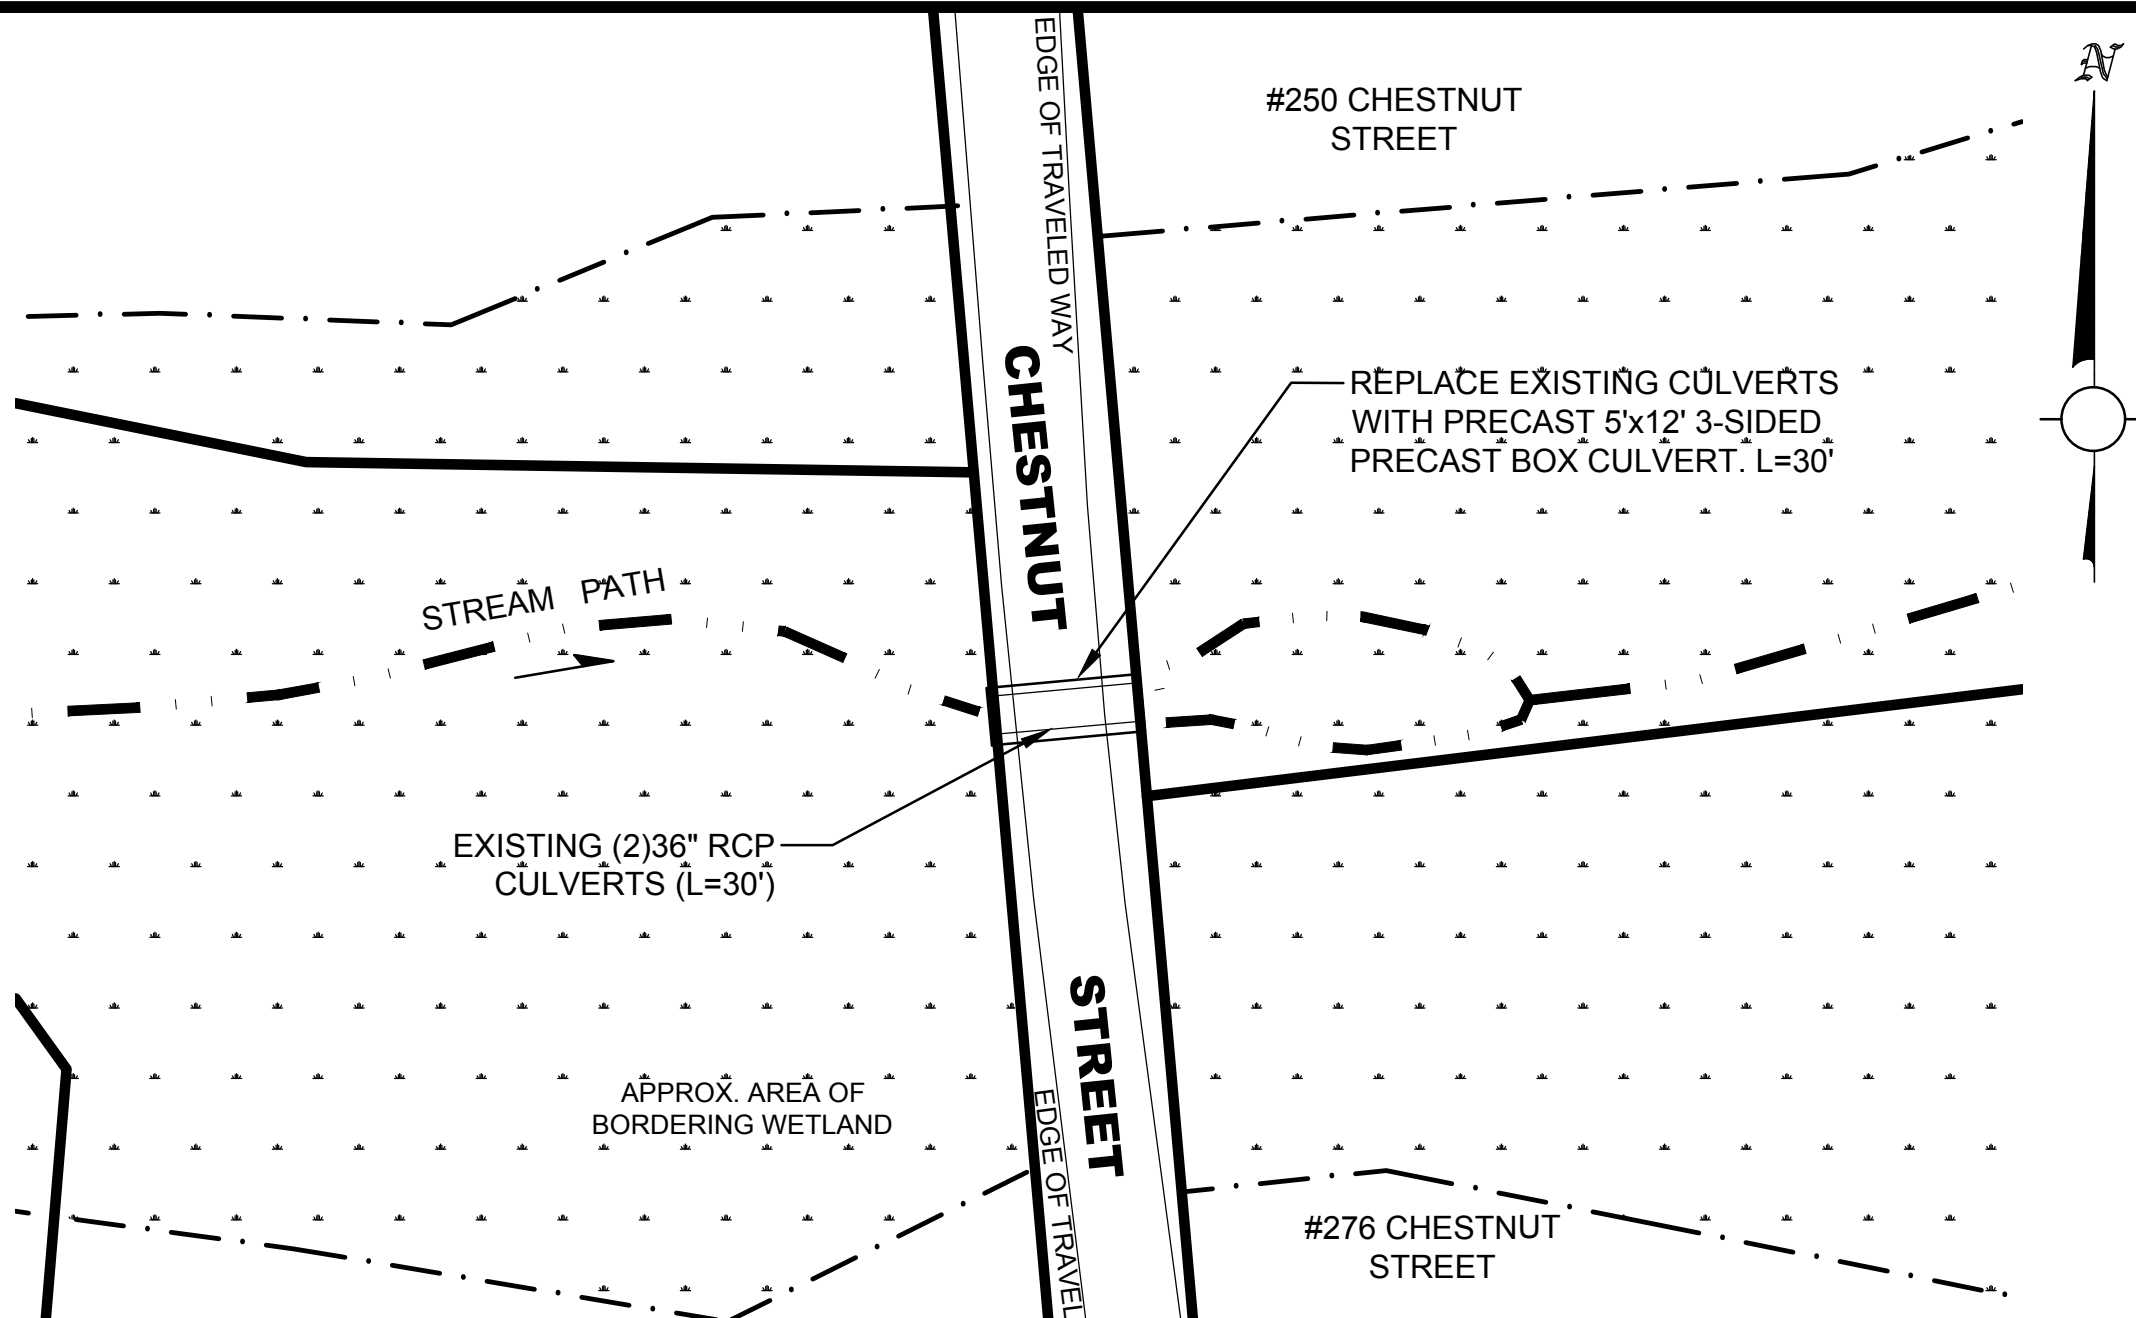 N
EDGE OF TRAVELED WAY
#250 CHESTNUT
STREET
CHESTNUT
REPLACE EXISTING CULVERTS
WITH PRECAST 5'x12' 3-SIDED
PRECAST BOX CULVERT. L=30'
STREAM PATH
EXISTING (2)36" RCP
CULVERTS (L=30')
STREET
APPROX. AREA OF
BORDERING WETLAND
EDGE OF TRAVEL
#276 CHESTNUT
STREET